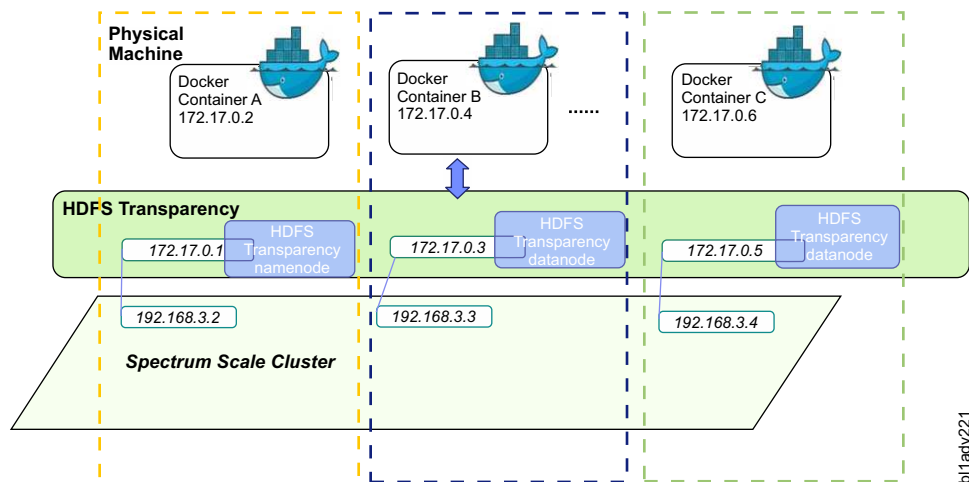 Physical
Machine
Docker
Container A
172.17.0.2
Docker
Container B
172.17.0.4
......
Docker
Container C
172.17.0.6
HDFS Transparency
172.17.0.1
HDFS
Transparency
namenode
172.17.0.3
HDFS
Transparency
datanode
172.17.0.5
HDFS
Transparency
datanode
192.168.3.2
192.168.3.3
192.168.3.4
Spectrum Scale Cluster
bl1adv221